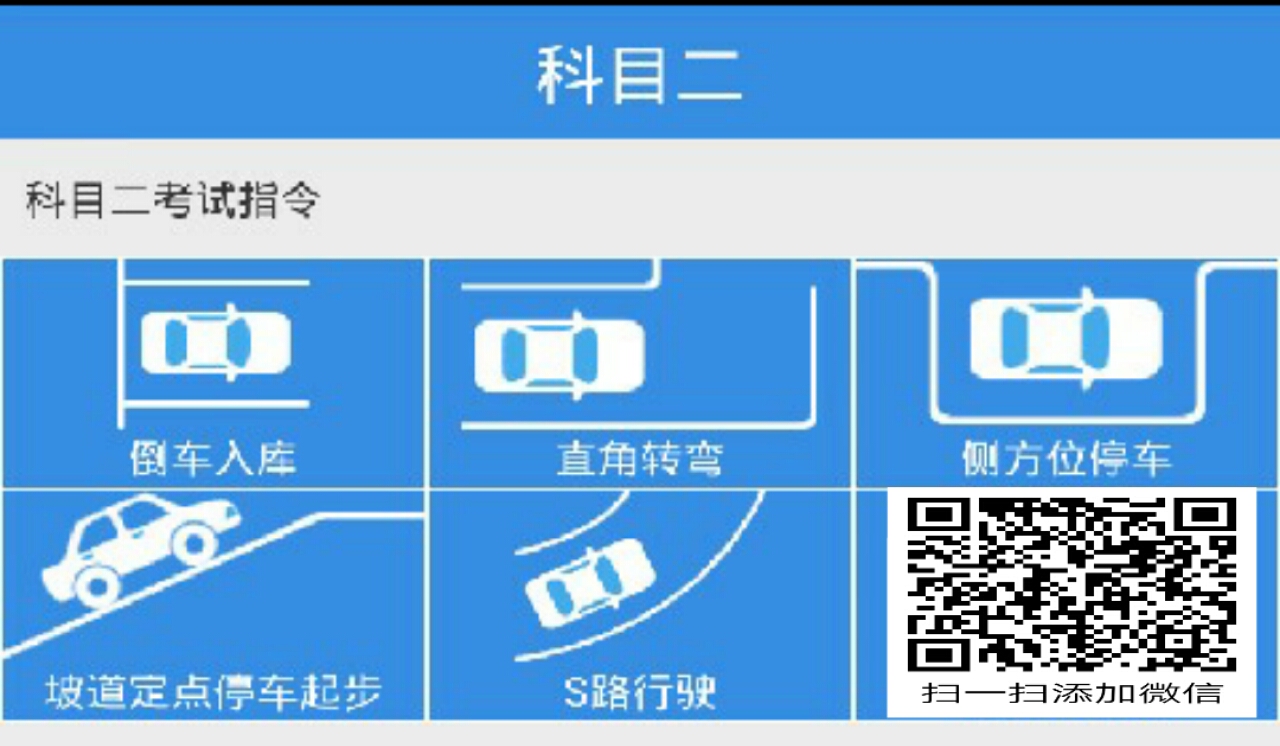 科目二
科目二考试指令
倒车入库
直角转弯
侧方位停车
坡道定点停车起步
S路行驶
扫一扫添加微信